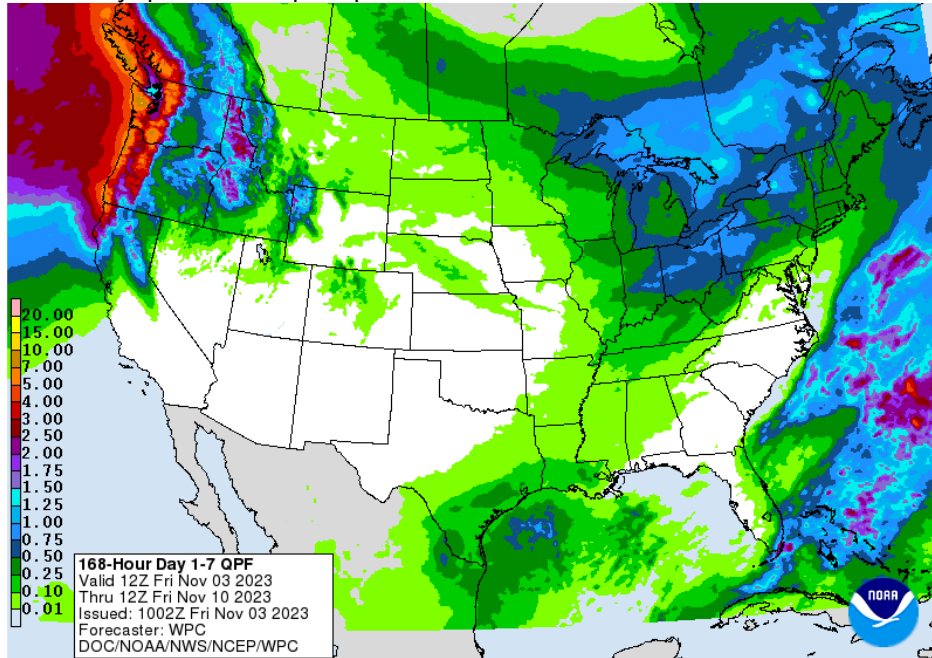 20.00
15.00
10.00
7.00
5.00
4.00
3.00
2.50
2.00
1.75
1.50
1.25
1.00
0.75
0.50
0.25
0.10
0.01
168-Hour Day 1-7 QPF
Valid 12Z Fri Nov 03 2023
Thru 12Z Fri Nov 10 2023
Issued: 1002Z Fri Nov 03 2023
Forecaster: WPC
DOC/NOAA/NWS/NCEP/WPC
NOAA